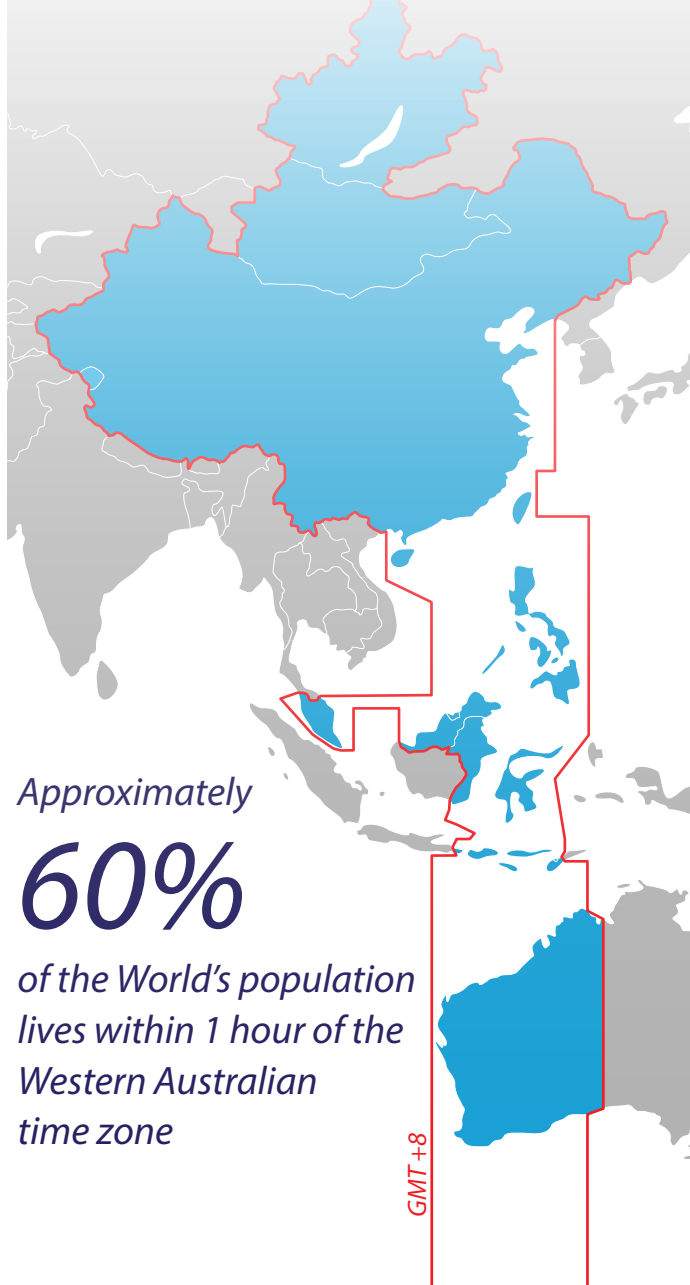 Approximately
60%
of the World's population
lives within 1 hour of the
Western Australian
time zone
GMT +8